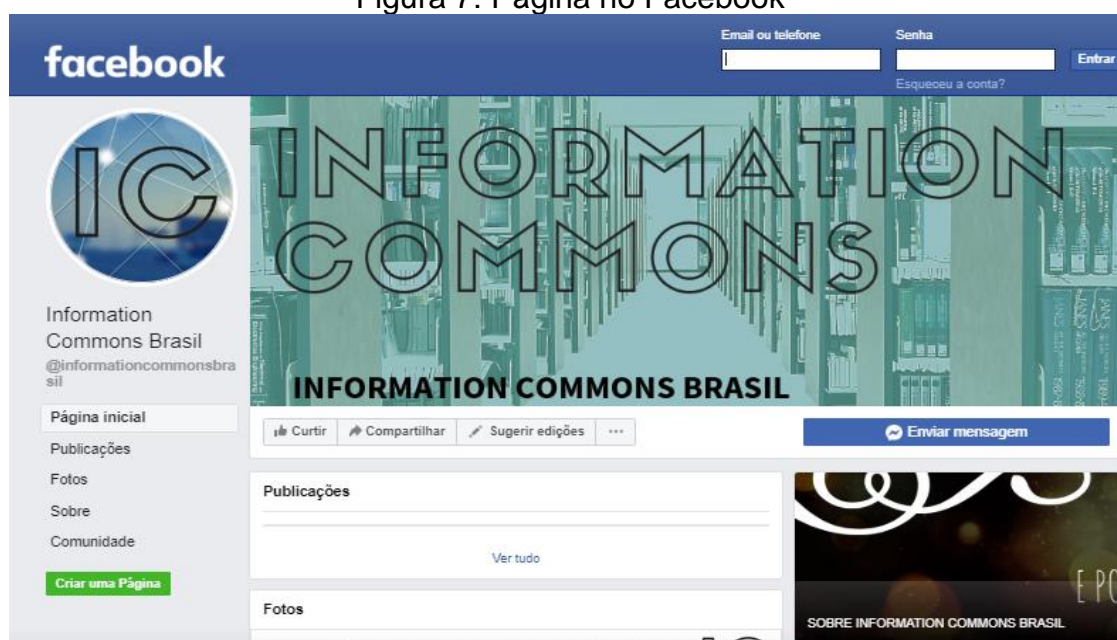 Figura 7: Página no Facebook
facebook
Email ou telefone
Senha
Entrar
Esqueceu a conta?
IC
INFORMATION
COMMONS
INFORMATION COMMONS BRASIL
Information
Commons Brasil
@informationcommonsbra
sil
Página inicial
Publicações
Fotos
Sobre
Comunidade
Criar uma Página
Curtir
Compartilhar
Sugerir edições
Enviar mensagem
Publicações
Ver tudo
Fotos
SOBRE INFORMATION COMMONS BRASIL